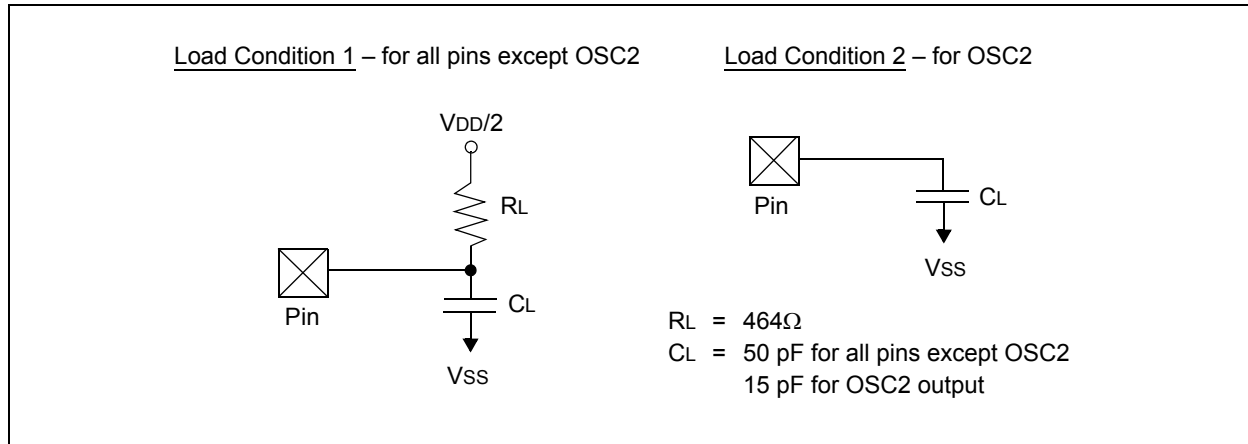 Load Condition 1 – for all pins except OSC2
Load Condition 2 – for OSC2
VDD/2
RL
Pin
CL
VSS
Pin
CL
VSS
RL = 464Ω
CL = 50 pF for all pins except OSC2
15 pF for OSC2 output